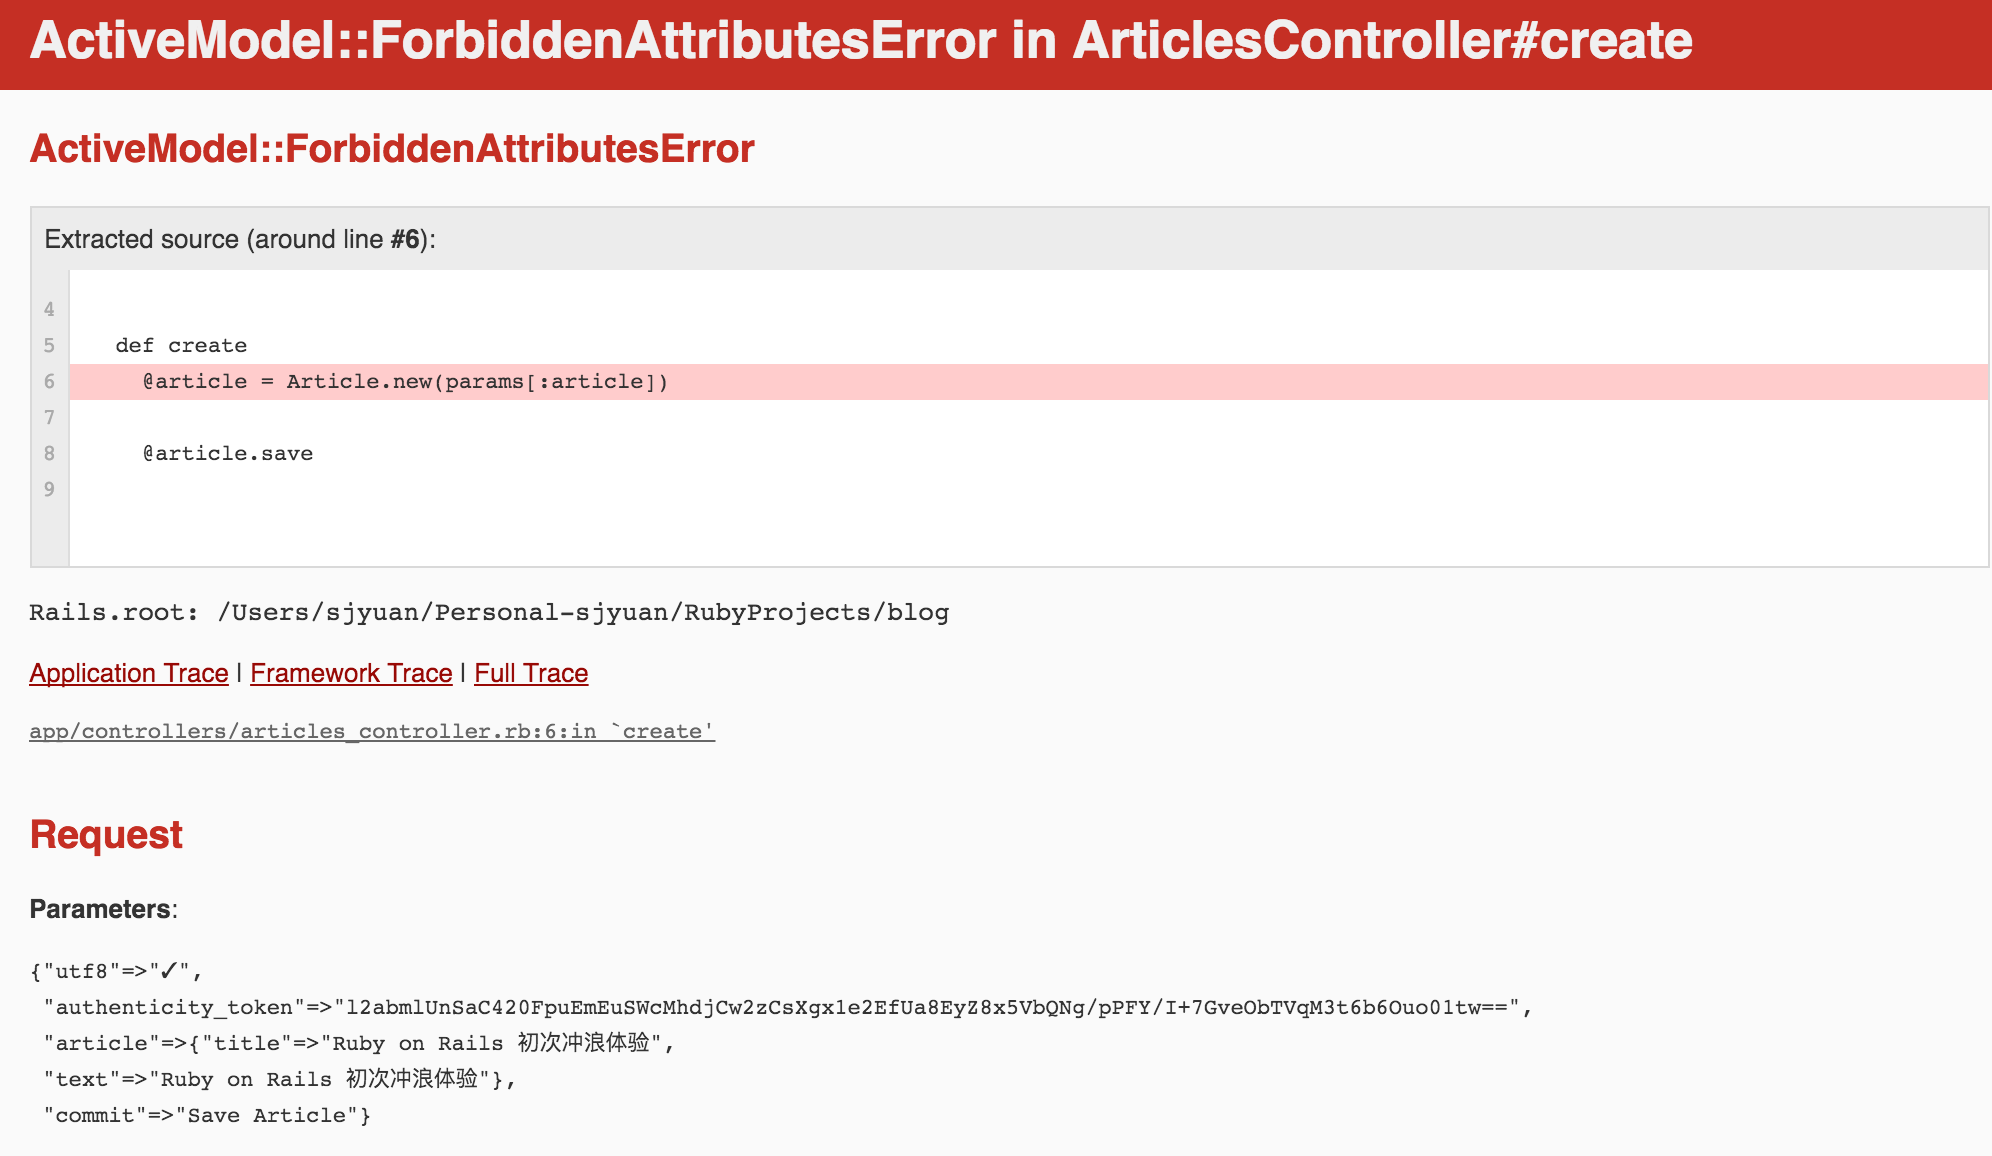 ActiveModel::ForbiddenAttributesError in ArticlesController#create
ActiveModel::ForbiddenAttributesError
Extracted source (around line #6):
4
5 def create
6 @article = Article.new(params[:article])
7
8 @article.save
9
Rails.root: /Users/sjyuan/Personal-sjyuan/RubyProjects/blog
Application Trace | Framework Trace | Full Trace
app/controllers/articles_controller.rb:6:in `create'
Request
Parameters:
{"utf8"=>"✓",
"authenticity_token"=>"l2abmlUnSaC420FpuEmEuSWcMhdjCw2zCsXgx1e2EfUa8EyZ8x5VbQNg/pPFY/I+7GveObTVqM3t6b6Ouo01tw==",
"article"=>{"title"=>"Ruby on Rails 初次冲浪体验",
"text"=>"Ruby on Rails 初次冲浪体验"},
"commit"=>"Save Article"}